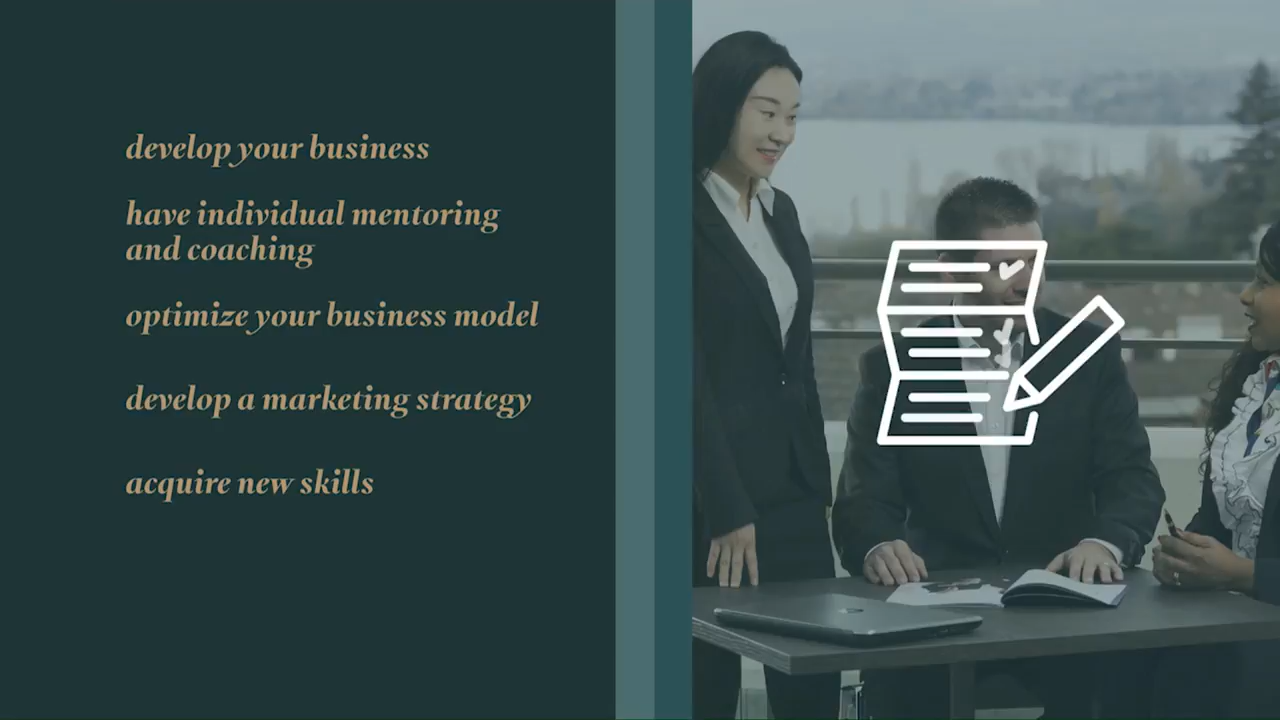 develop your business
have individual mentoring
and coaching
optimize your business model
develop a marketing strategy
acquire new skills